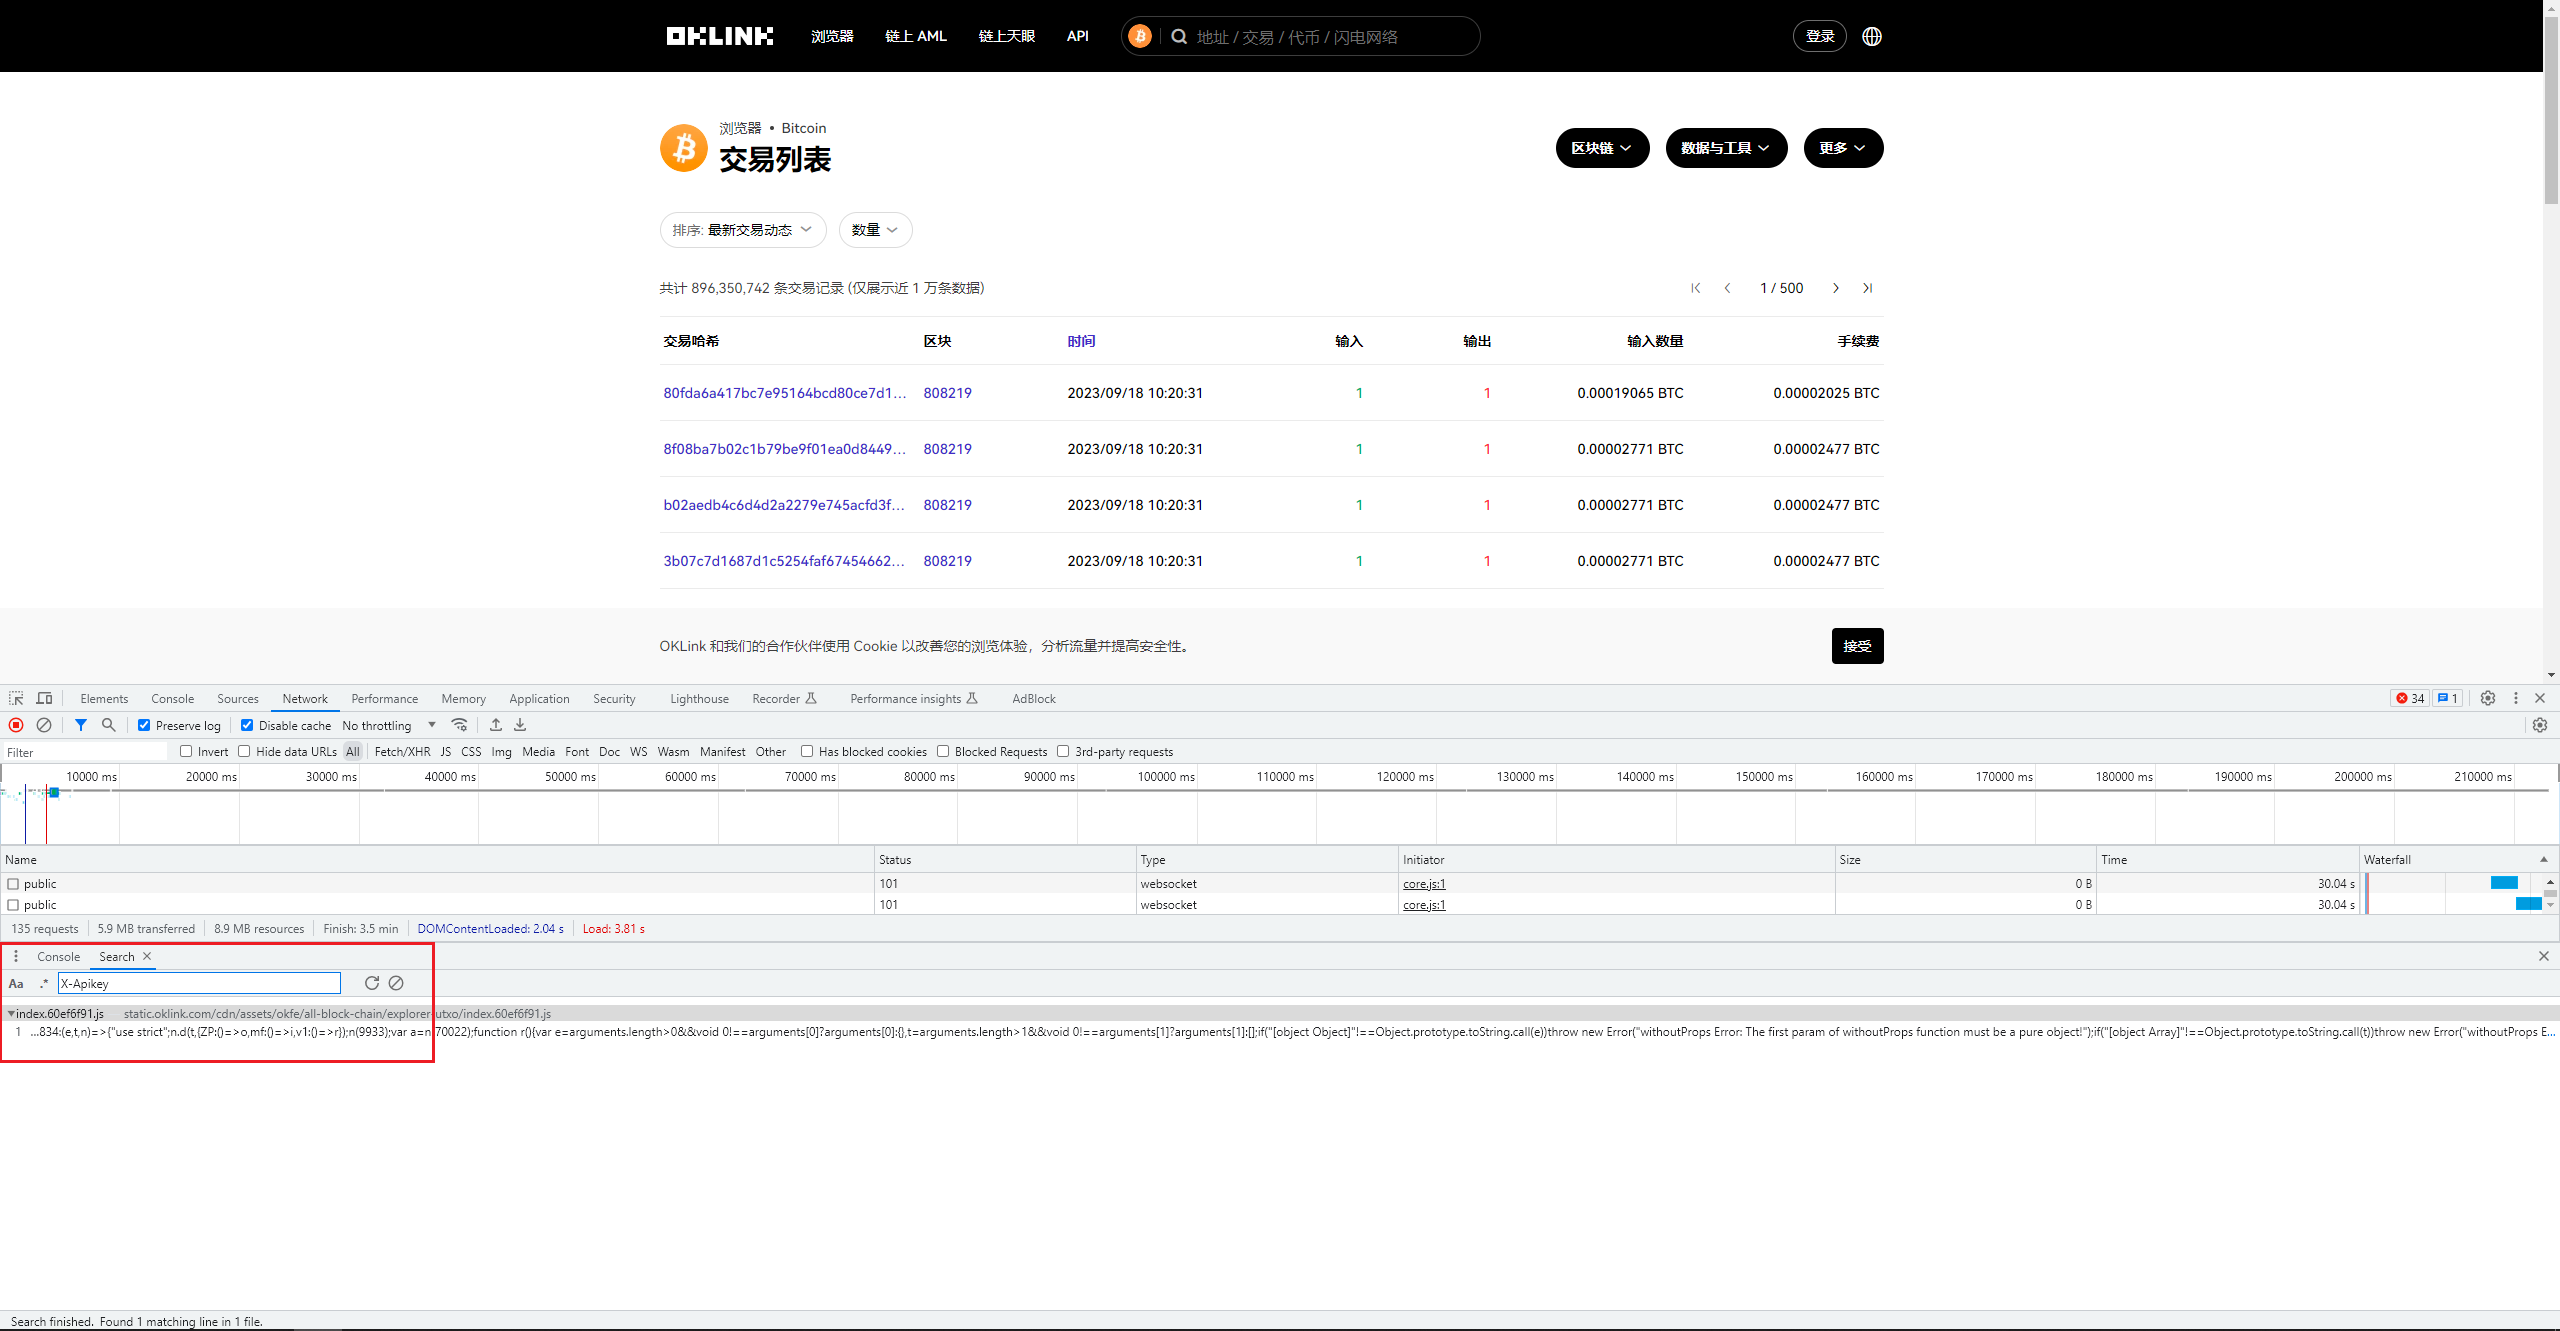 OKLINK 浏览器 链上 AML 链上天眼 API 地址 / 交易 / 代币 / 闪电网络 登录
浏览器 • Bitcoin
交易列表 区块链 数据与工具 更多
排序: 最新交易动态 数量
共计 896,350,742 条交易记录 (仅展示近 1 万条数据) 1 / 500
交易哈希 区块 时间 输入 输出 输入数量 手续费
80fda6a417bc7e95164bcd80ce7d1... 808219 2023/09/18 10:20:31 1 1 0.00019065 BTC 0.00002025 BTC
8f08ba7b02c1b79be9f01ea0d8449... 808219 2023/09/18 10:20:31 1 1 0.00002771 BTC 0.00002477 BTC
b02aedb4c6d4d2a2279e745acfd3f... 808219 2023/09/18 10:20:31 1 1 0.00002771 BTC 0.00002477 BTC
3b07c7d1687d1c5254faf67454662... 808219 2023/09/18 10:20:31 1 1 0.00002771 BTC 0.00002477 BTC
OKLink 和我们的合作伙伴使用 Cookie 以改善您的浏览体验，分析流量并提高安全性。 接受
Elements Console Sources Network Performance Memory Application Security Lighthouse Recorder Performance insights AdBlock 34 1
Preserve log Disable cache No throttling
Filter Invert Hide data URLs All Fetch/XHR JS CSS Img Media Font Doc WS Wasm Manifest Other Has blocked cookies Blocked Requests 3rd-party requests
10000 ms 20000 ms 30000 ms 40000 ms 50000 ms 60000 ms 70000 ms 80000 ms 90000 ms 100000 ms 110000 ms 120000 ms 130000 ms 140000 ms 150000 ms 160000 ms 170000 ms 180000 ms 190000 ms 200000 ms 210000 ms
Name Status Type Initiator Size Time Waterfall
public 101 websocket core.js:1 0 B 30.04 s
public 101 websocket core.js:1 0 B 30.04 s
135 requests 5.9 MB transferred 8.9 MB resources Finish: 3.5 min DOMContentLoaded: 2.04 s Load: 3.81 s
Console Search
Aa .* X-Apikey
index.60ef6f91.js static.oklink.com/cdn/assets/okfe/all-block-chain/explorer-utxo/index.60ef6f91.js
1 ...834:(e,t,n)=>{"use strict";n.d(t,{ZP:()=>o,mf:()=>i,v1:()=>r});n(9933);var a=n(70022);function r(){var e=arguments.length>0&&void 0!==arguments[0]?arguments[0]:{},t=arguments.length>1&&void 0!==arguments[1]?arguments[1]:[];if("[object Object]"!==Object.prototype.toString.call(e))throw new Error("withoutProps Error: The first param of withoutProps function must be a pure object!");if("[object Array]"!==Object.prototype.toString.call(t))throw new Error("withoutProps E...
Search finished. Found 1 matching line in 1 file.